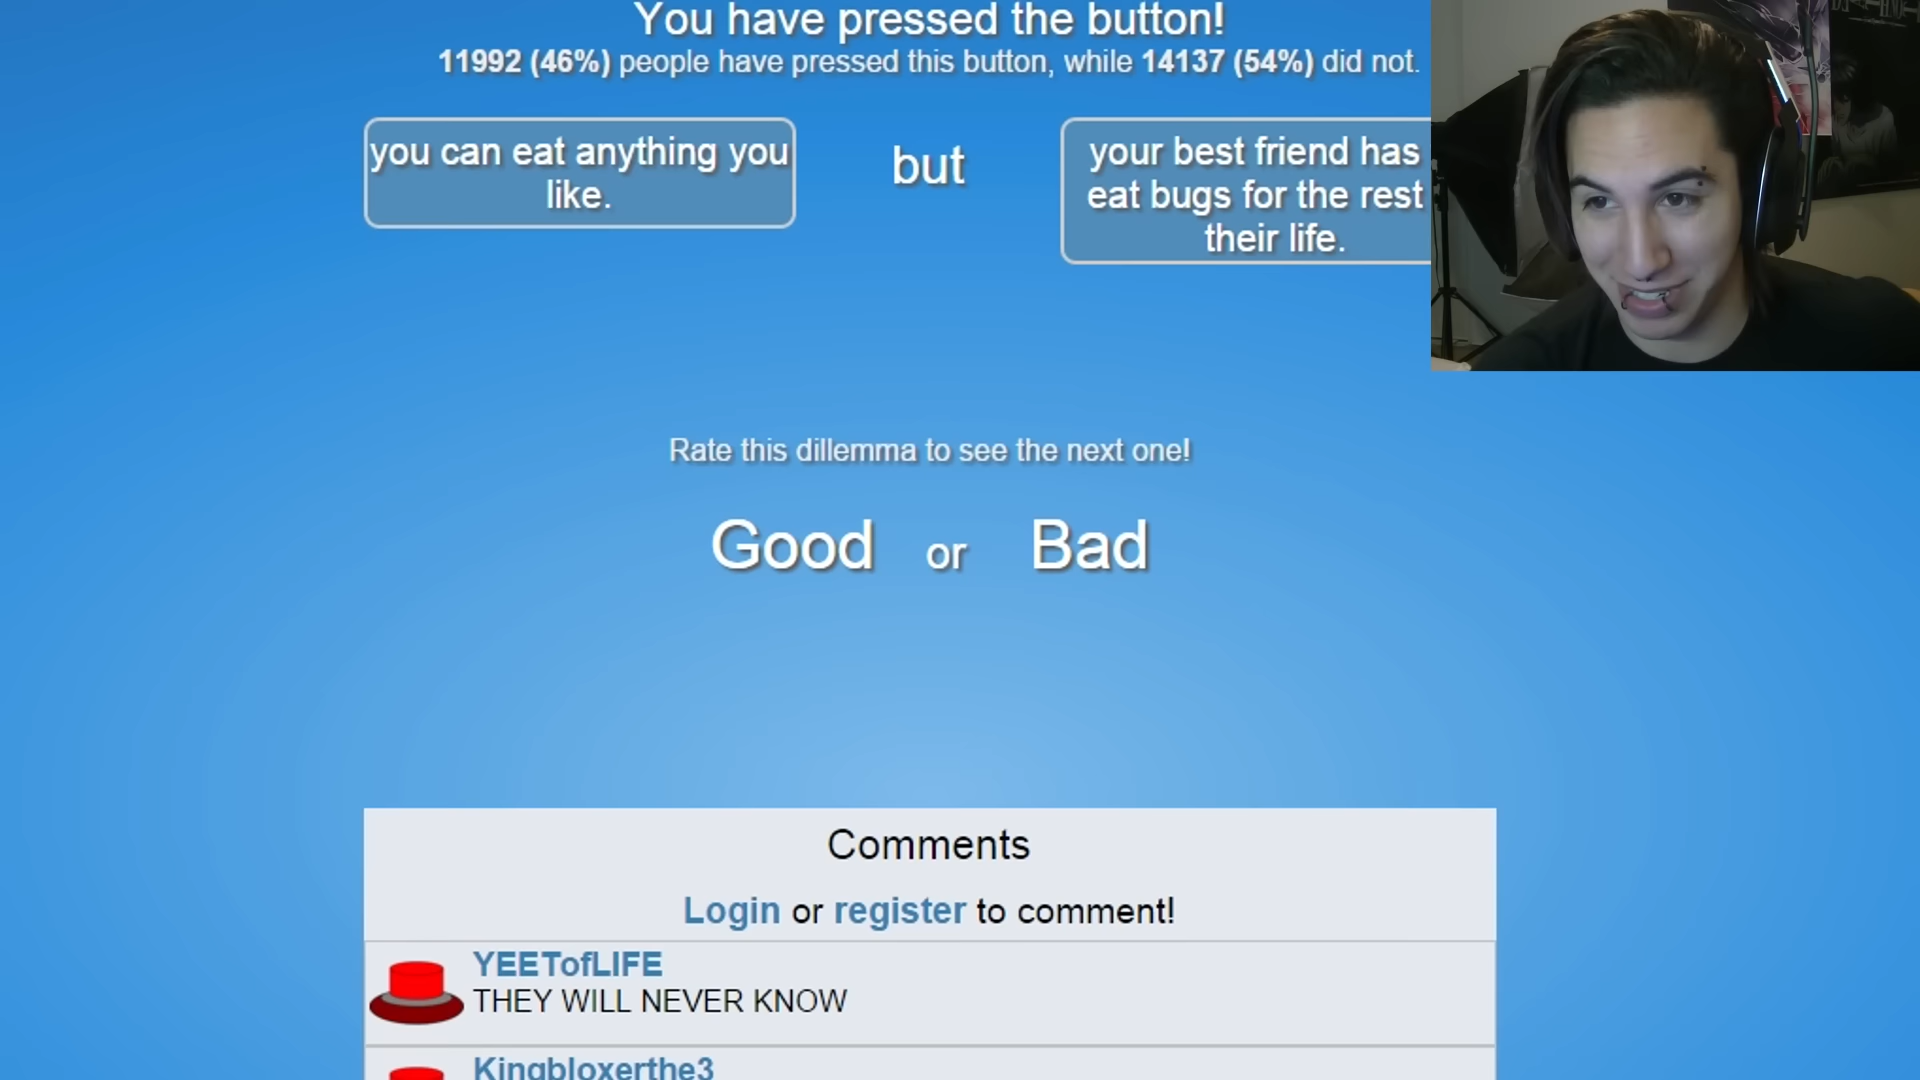 You have pressed the button!
11992 (46%) people have pressed this button, while 14137 (54%) did not.
you can eat anything you
like.
but
your best friend has
eat bugs for the rest
their life.
Rate this dillemma to see the next one!
Good or Bad
Comments
Login or register to comment!
YEETofLIFE
THEY WILL NEVER KNOW
Kingbloxerthe3